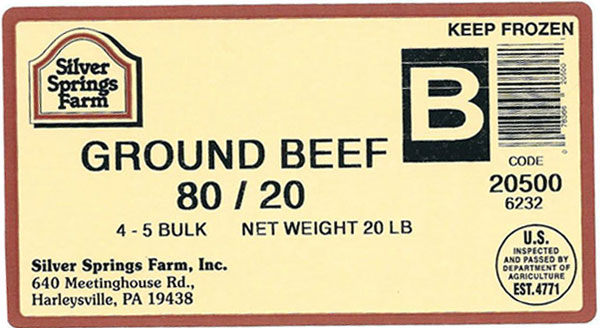 KEEP FROZEN
Silver
Springs
Farm
B
GROUND BEEF
80 / 20
4 - 5 BULK NET WEIGHT 20 LB
CODE
20500
6232
Silver Springs Farm, Inc.
640 Meetinghouse Rd.,
Harleysville, PA 19438
U.S.
INSPECTED
AND PASSED BY
DEPARTMENT OF
AGRICULTURE
EST. 4771